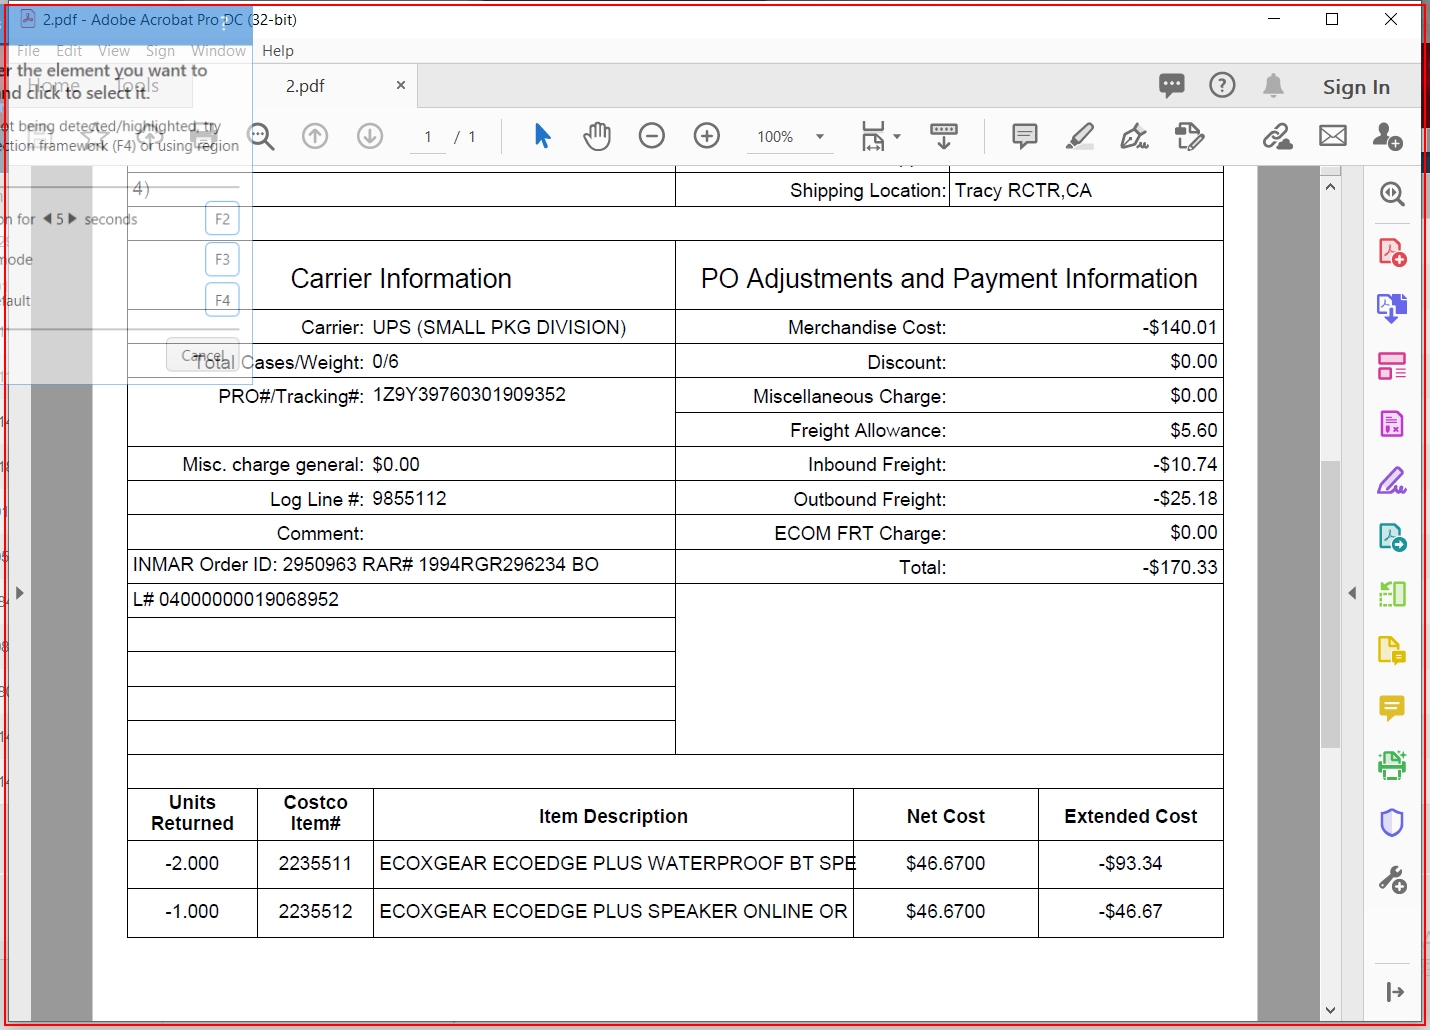 2.pdf - Adobe Acrobat Pro DC (32-bit)
?
File Edit View Sign Window Help
er the element you want to
nd click to select it.
Home Tools 2.pdf × Sign In
ot being detected/highlighted, try
ction framework (F4) or using region
1 / 1 100%
4) Shipping Location: Tracy RCTR,CA
on for 5 seconds F2
mode F3
fault F4
Cancel
Carrier Information PO Adjustments and Payment Information
Carrier: UPS (SMALL PKG DIVISION) Merchandise Cost: -$140.01
Total Cases/Weight: 0/6 Discount: $0.00
PRO#/Tracking#: 1Z9Y39760301909352 Miscellaneous Charge: $0.00
Freight Allowance: $5.60
Misc. charge general: $0.00 Inbound Freight: -$10.74
Log Line #: 9855112 Outbound Freight: -$25.18
Comment: ECOM FRT Charge: $0.00
INMAR Order ID: 2950963 RAR# 1994RGR296234 BO Total: -$170.33
L# 04000000019068952
Units Returned Costco Item# Item Description Net Cost Extended Cost
-2.000 2235511 ECOXGEAR ECOEDGE PLUS WATERPROOF BT SPE $46.6700 -$93.34
-1.000 2235512 ECOXGEAR ECOEDGE PLUS SPEAKER ONLINE OR $46.6700 -$46.67